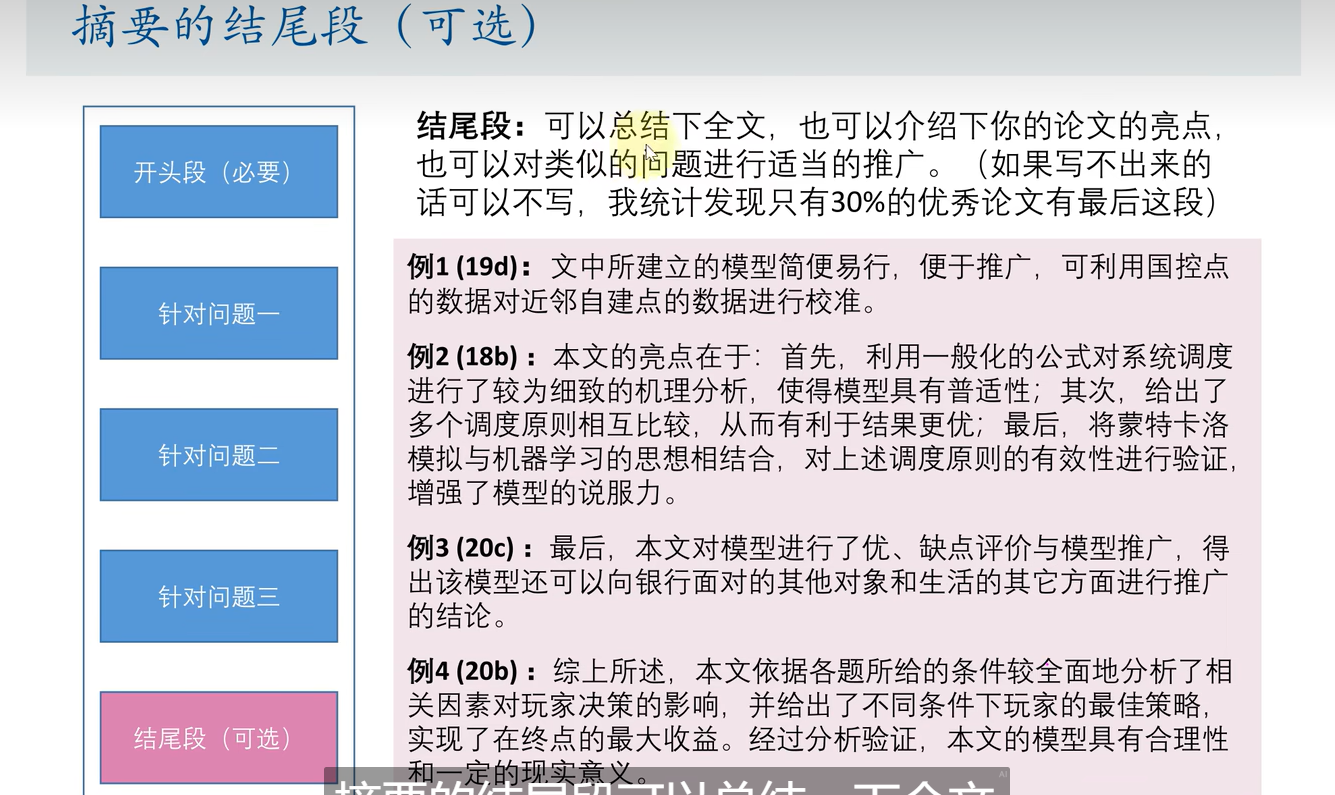 摘要的结尾段（可选）
开头段（必要）
针对问题一
针对问题二
针对问题三
结尾段（可选）
结尾段：可以总结下全文，也可以介绍下你的论文的亮点，
也可以对类似的问题进行适当的推广。（如果写不出来的
话可以不写，我统计发现只有30%的优秀论文有最后这段）
例1 (19d)：文中所建立的模型简便易行，便于推广，可利用国控点
的数据对近邻自建点的数据进行校准。
例2 (18b)：本文的亮点在于：首先，利用一般化的公式对系统调度
进行了较为细致的机理分析，使得模型具有普适性；其次，给出了
多个调度原则相互比较，从而有利于结果更优；最后，将蒙特卡洛
模拟与机器学习的思想相结合，对上述调度原则的有效性进行验证，
增强了模型的说服力。
例3 (20c)：最后，本文对模型进行了优、缺点评价与模型推广，得
出该模型还可以向银行面对的其他对象和生活的其它方面进行推广
的结论。
例4 (20b)：综上所述，本文依据各题所给的条件较全面地分析了相
关因素对玩家决策的影响，并给出了不同条件下玩家的最佳策略，
实现了在终点的最大收益。经过分析验证，本文的模型具有合理性
和一定的现实意义。
AI
摘要的结尾段可以总结一下全文